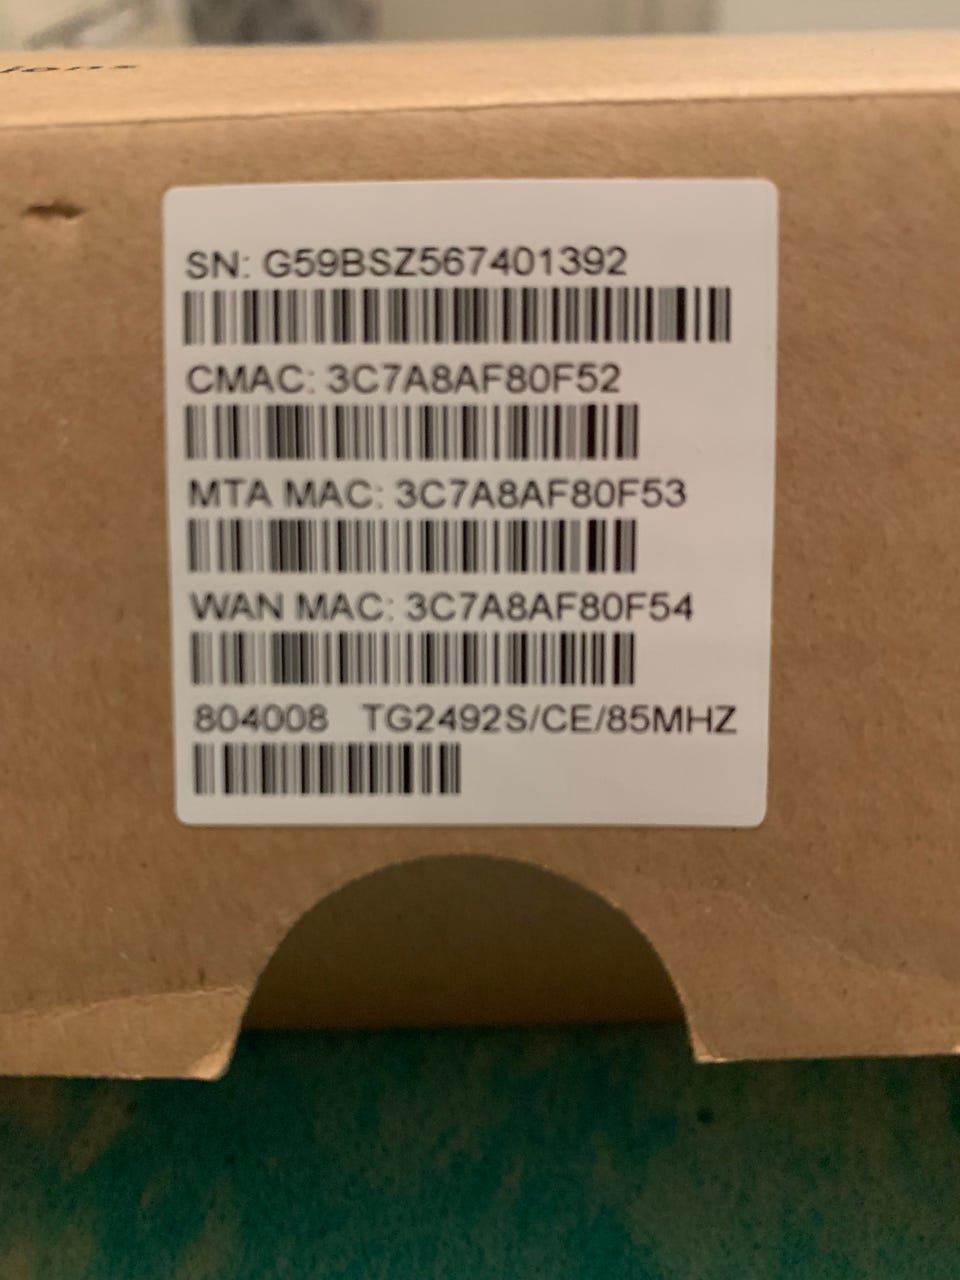 SN: G59BSZ567401392
CMAC: 3C7A8AF80F52
MTA MAC: 3C7A8AF80F53
WAN MAC: 3C7A8AF80F54
804008 TG2492S/CE/85MHZ